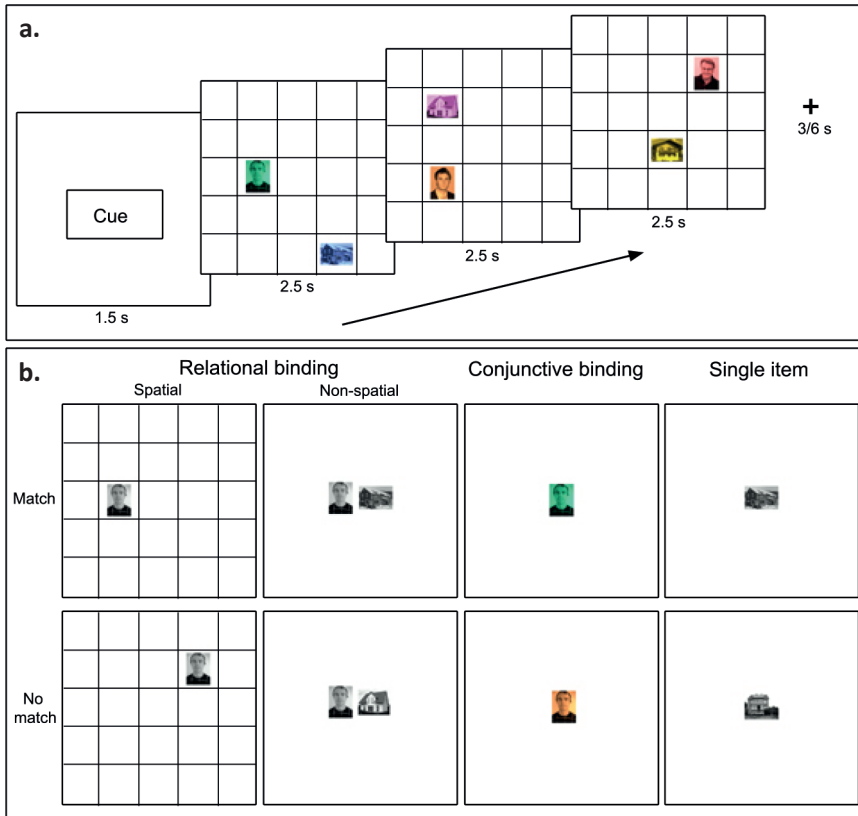 a.
Cue
1.5 s
2.5 s
2.5 s
2.5 s
+
3/6 s
b.
Relational binding
Conjunctive binding
Single item
Spatial
Non-spatial
Match
No
match